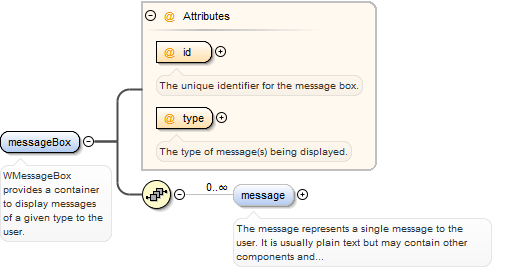 Attributes
@ id
The unique identifier for the message box.
@ type
The type of message(s) being displayed.
messageBox
WMessageBox
provides a container
to display messages
of a given type to the
user.
0..∞
message
The message represents a single message to the
user. It is usually plain text but may contain other
components and...